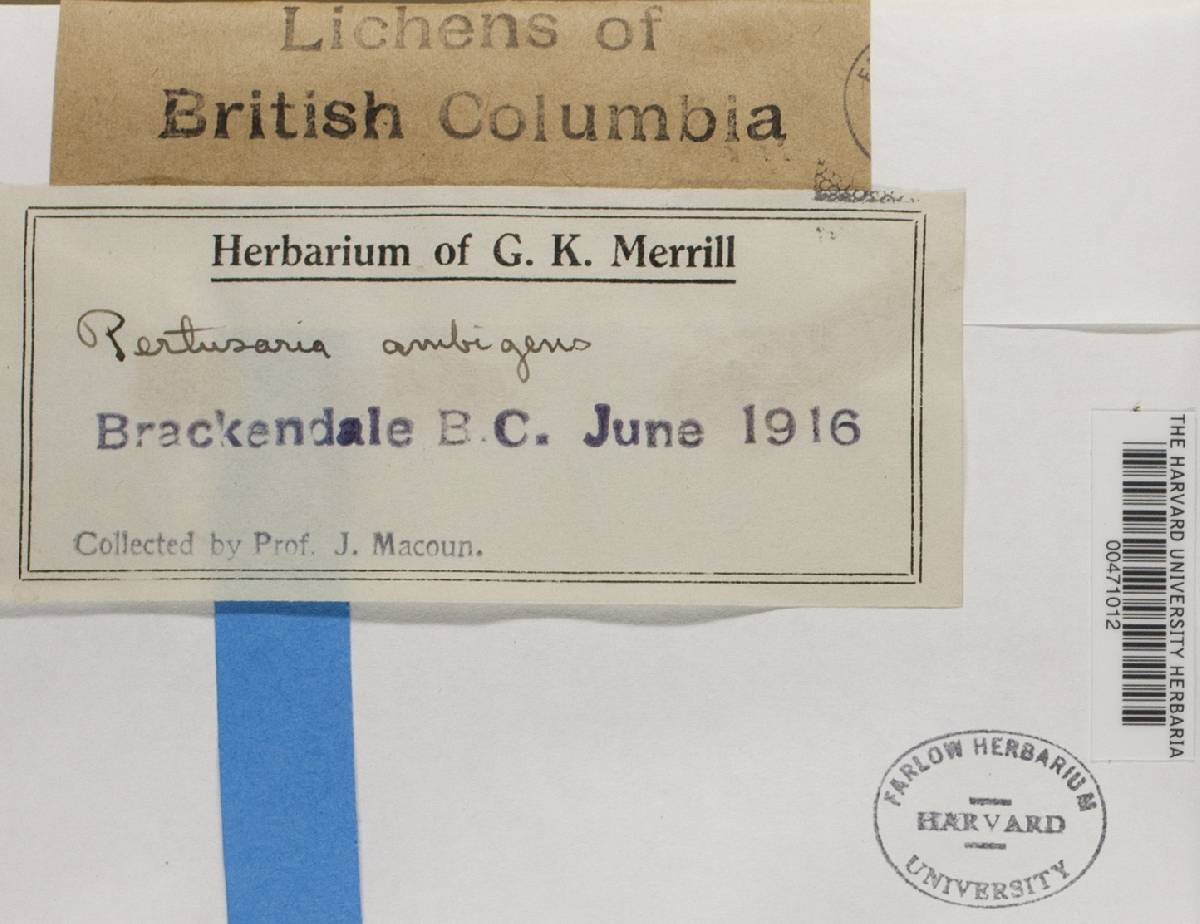 Lichens of
British Columbia
Herbarium of G. K. Merrill
Pertusaria ambigens
Brackendale B.C. June 1916
Collected by Prof. J. Macoun.
THE HARVARD UNIVERSITY HERBARIA
00471012
FARLOW HERBARIUM
HARVARD
UNIVERSITY